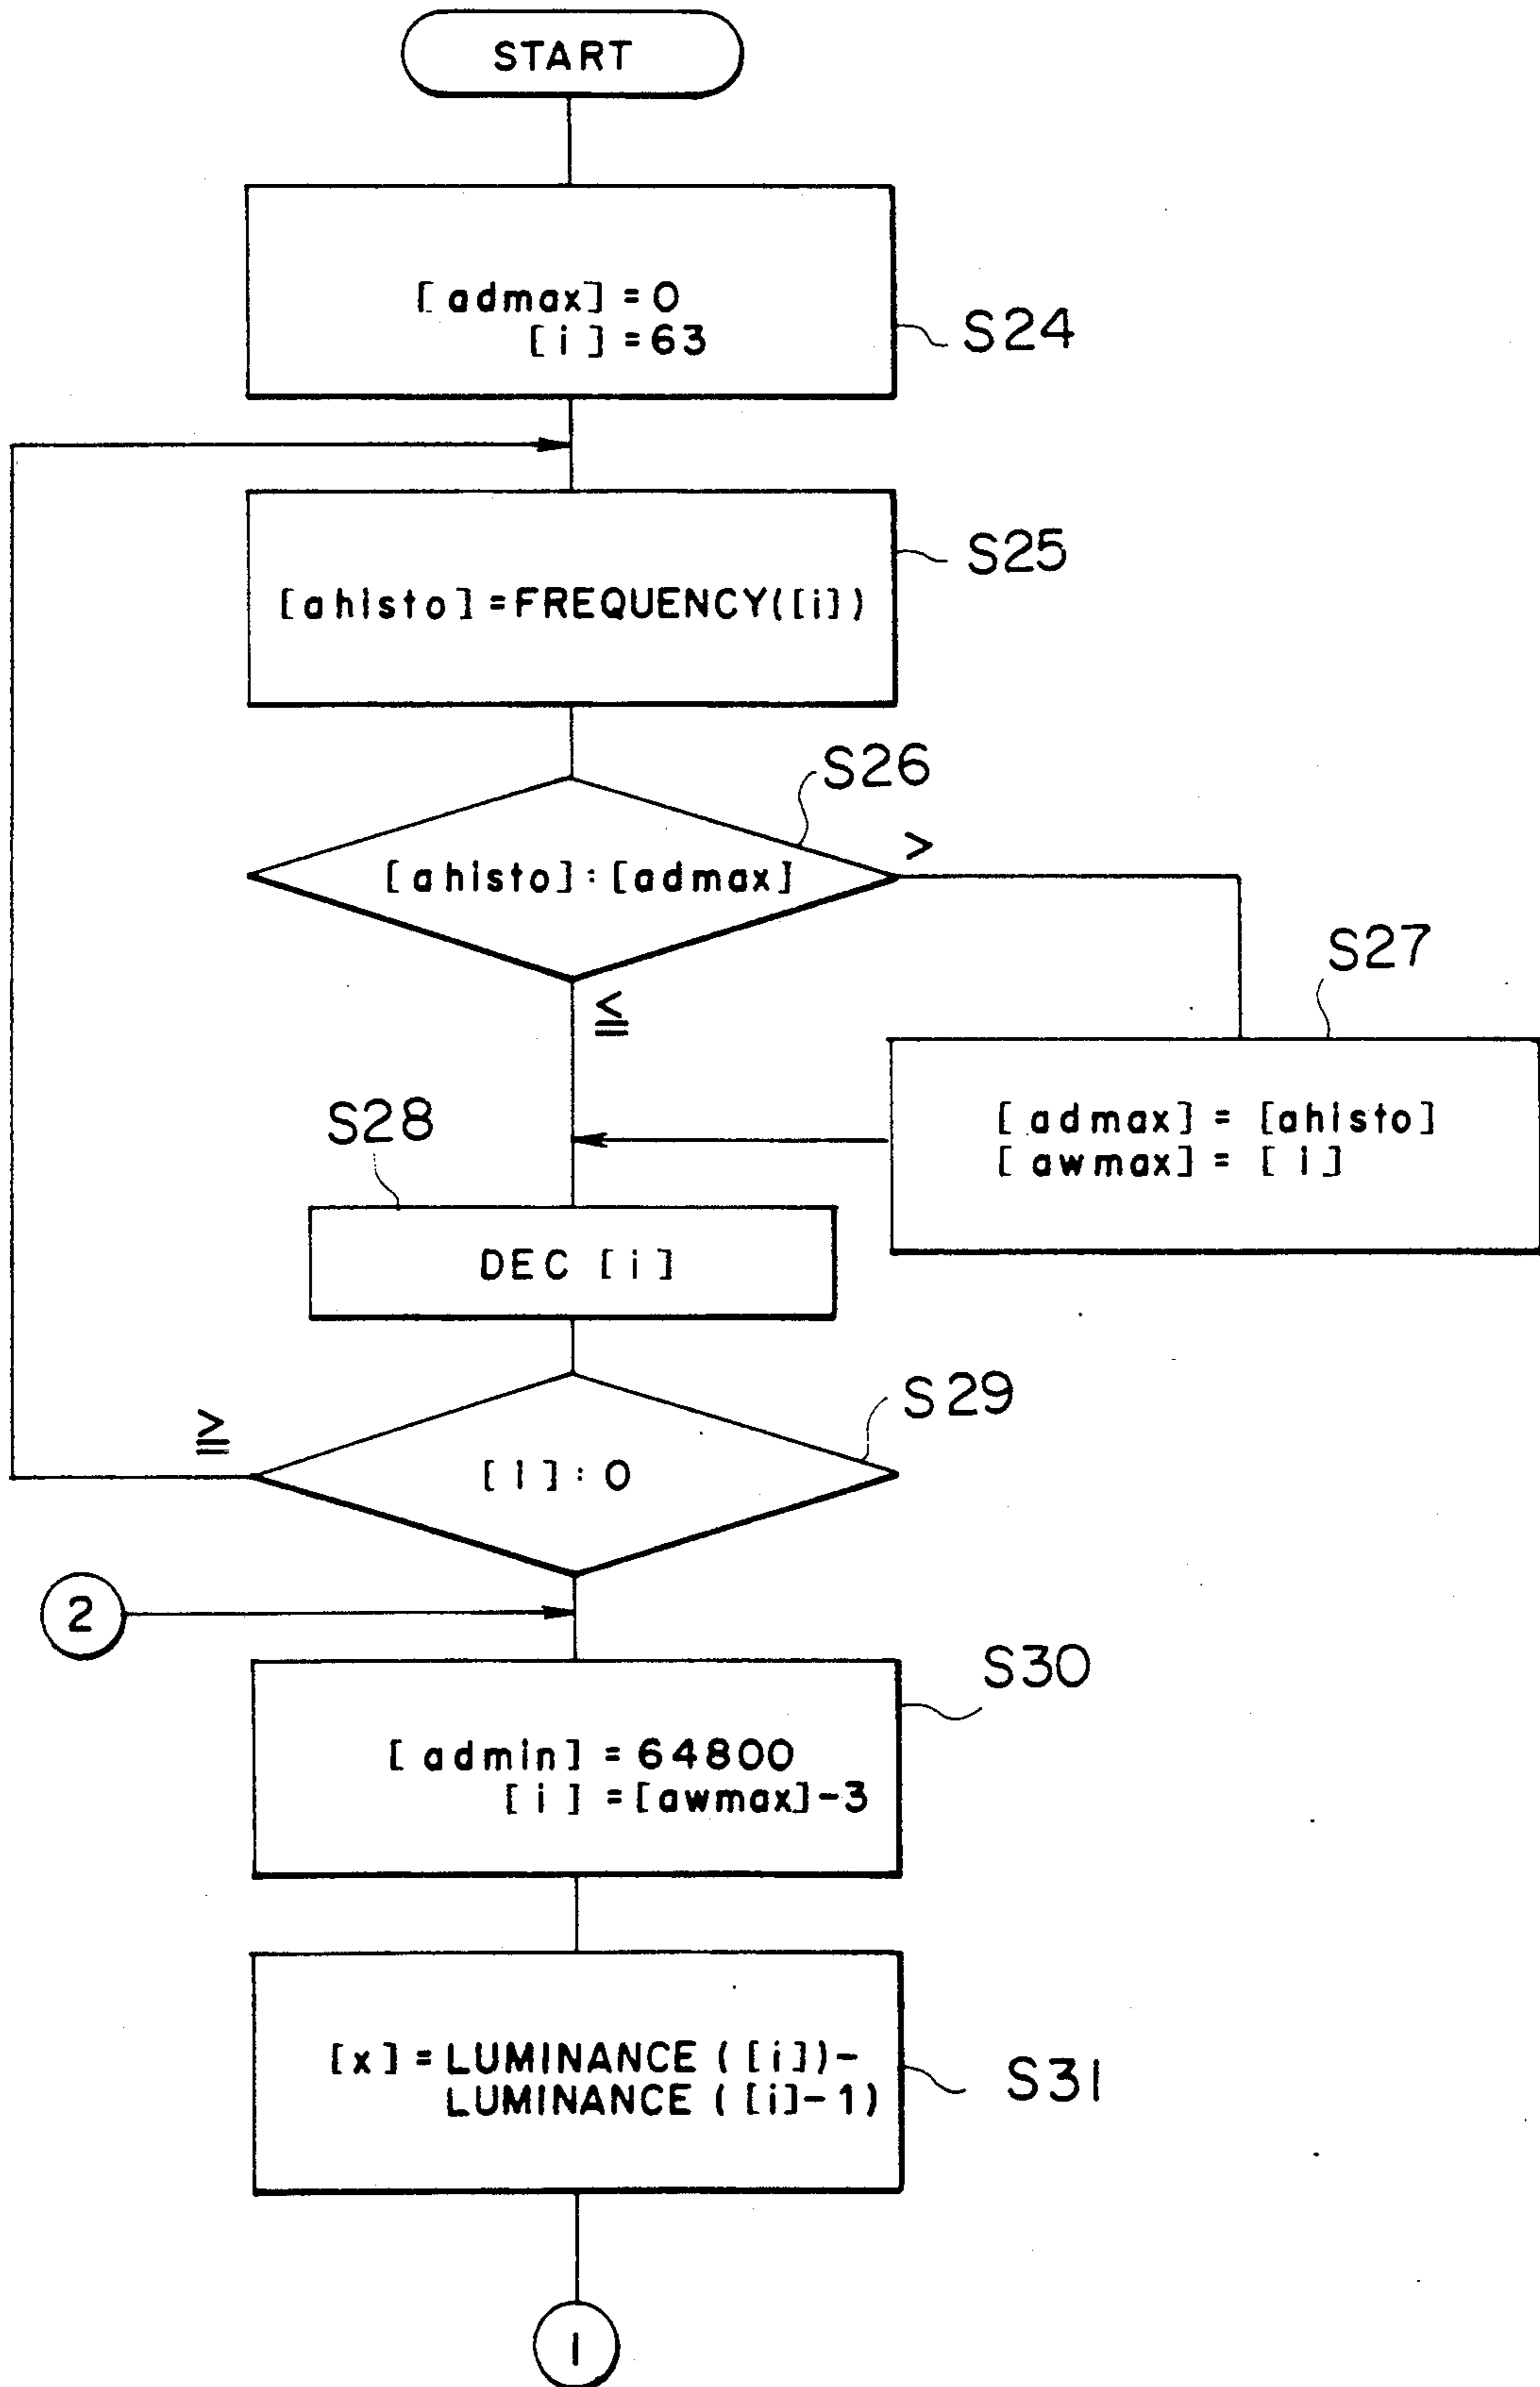 START
[admax]=0
[i]=63
S24
S25
[ahisto]=FREQUENCY([i])
S26
[ahisto]:[admax]
>
≦
S27
[admax]=[ahisto]
[awmax]=[i]
S28
DEC [i]
S29
≧
[i]:0
2
S30
[admin]=64800
[i]=[awmax]-3
[x]=LUMINANCE([i])-
LUMINANCE([i]-1)
S31
1